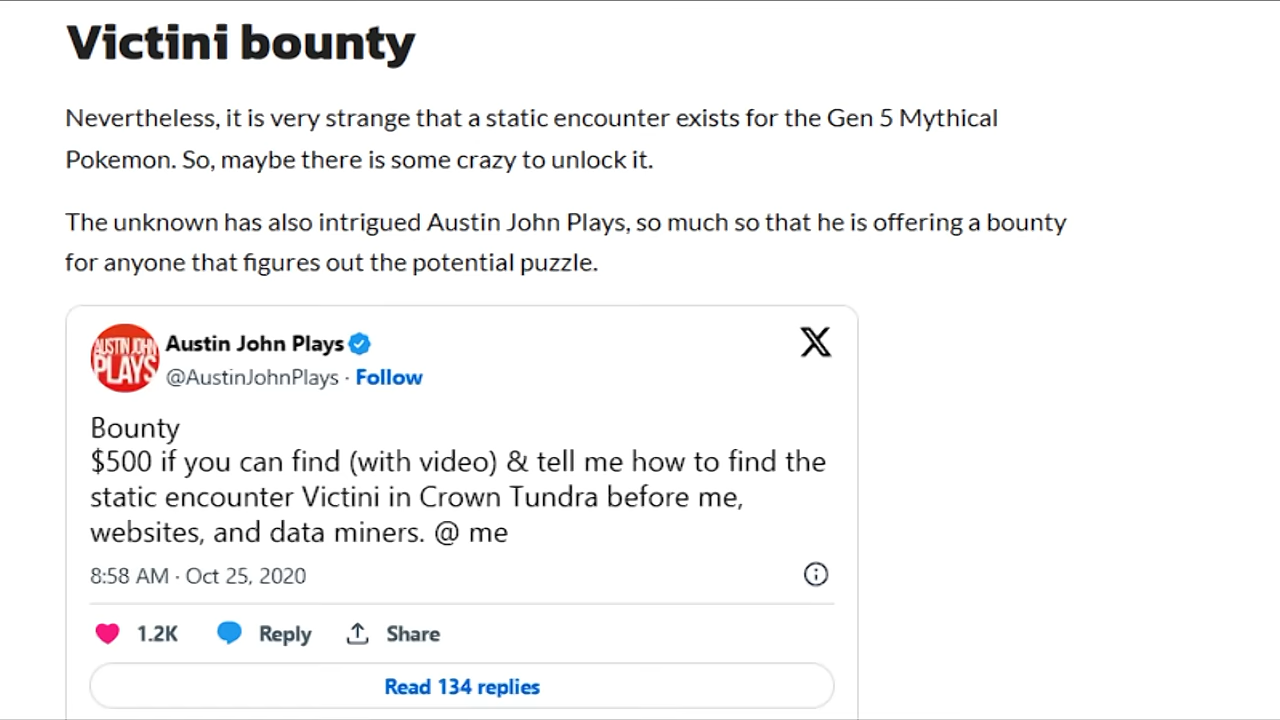 Victini bounty
Nevertheless, it is very strange that a static encounter exists for the Gen 5 Mythical
Pokemon. So, maybe there is some crazy to unlock it.
The unknown has also intrigued Austin John Plays, so much so that he is offering a bounty
for anyone that figures out the potential puzzle.
AUSTIN JOHN
PLAYS
Austin John Plays
@AustinJohnPlays · Follow
Bounty
$500 if you can find (with video) & tell me how to find the
static encounter Victini in Crown Tundra before me,
websites, and data miners. @ me
8:58 AM · Oct 25, 2020
1.2K Reply Share
Read 134 replies